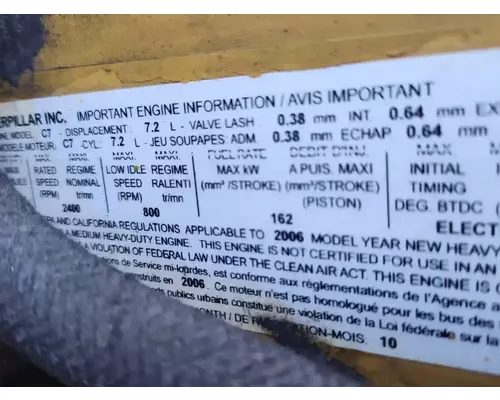 ERPILLAR INC. IMPORTANT ENGINE INFORMATION / AVIS IMPORTANT
MODEL C7 - DISPLACEMENT: 7.2 L - VALVE LASH : 0.38 mm INT 0.64 mm EX
MODELE MOTEUR: C7 CYL: 7.2 L - JEU SOUPAPES: ADM. 0.38 mm ECHAP 0.64 mm
MAXI. MAXI. FUEL RATE DEBIT D'INJ. MAX.
RATED REGIME LOW IDLE REGIME MAX kW A PUIS. MAXI INITIAL
SPEED NOMINAL SPEED RALENTI (mm³/STROKE) (mm³/STROKE) TIMING
(RPM) tr/mn (RPM) tr/mn (PISTON) DEG. BTDC
2400 800 162 ELECT
AND CALIFORNIA REGULATIONS APPLICABLE TO 2006 MODEL YEAR NEW HEAVY
A MEDIUM HEAVY-DUTY ENGINE. THIS ENGINE IS NOT CERTIFIED FOR USE IN AN
A VIOLATION OF FEDERAL LAW UNDER THE CLEAN AIR ACT. THIS ENGINE IS
de Service mi-lourdes, est conforme aux réglementations de l'Agence
construits en 2006. Ce moteur n'est pas homologué pour les bus des
publics urbains constitue une violation de la Loi fédérale sur la
MONTH / DE -MOIS: 10